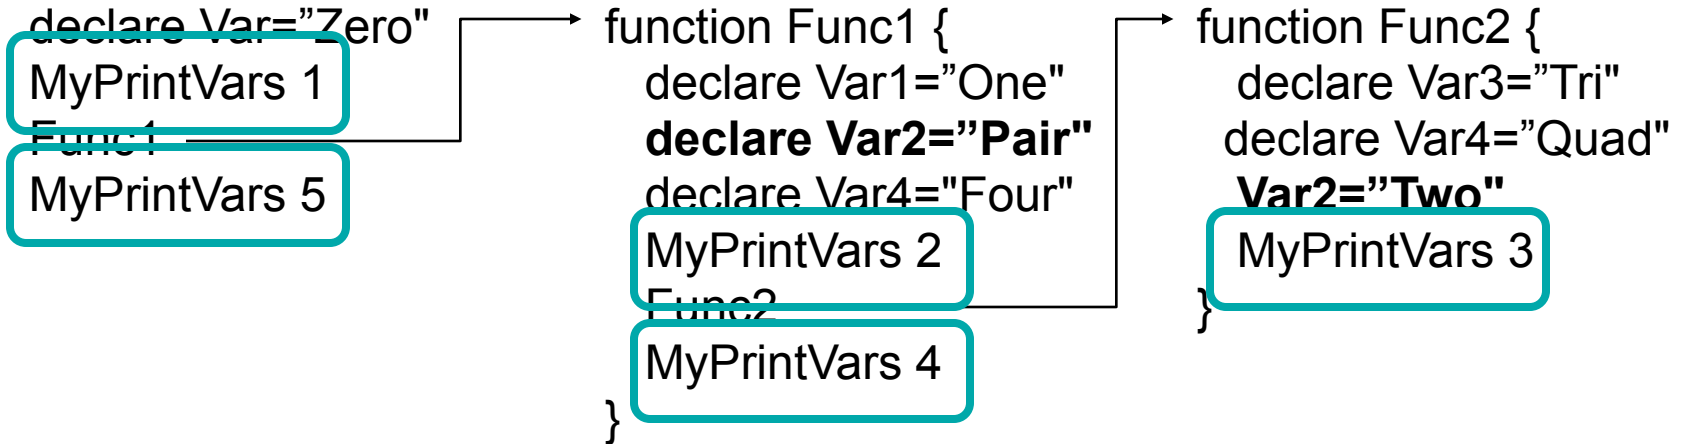 declare Var=”Zero"
MyPrintVars 1
Func1
MyPrintVars 5
function Func1 {
declare Var1=”One"
declare Var2=”Pair"
declare Var4="Four"
MyPrintVars 2
Func2
MyPrintVars 4
}
function Func2 {
declare Var3=”Tri"
declare Var4=”Quad"
Var2=”Two"
MyPrintVars 3
}